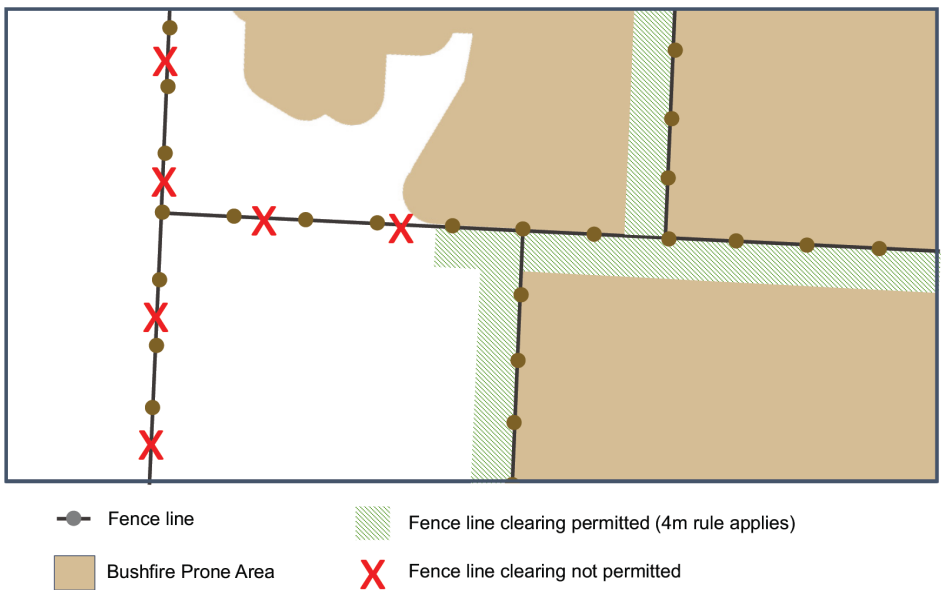 Fence line
Fence line clearing permitted (4m rule applies)
Bushfire Prone Area
Fence line clearing not permitted